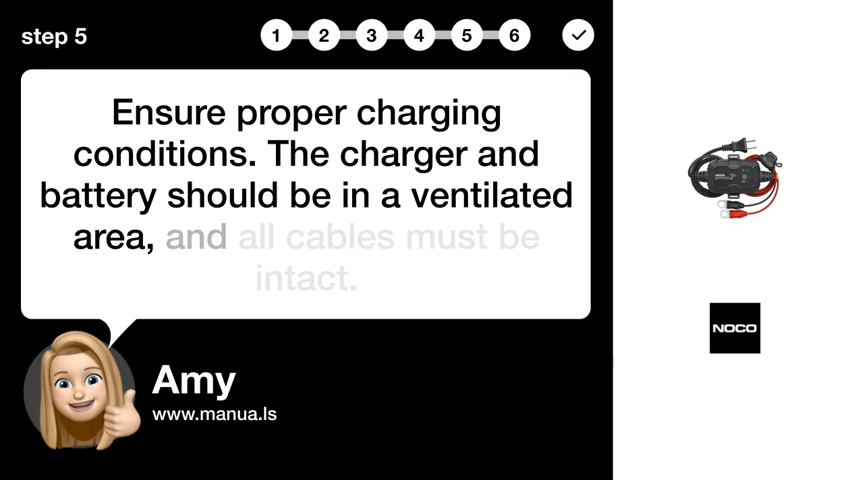 step 5
1 2 3 4 5 6
Ensure proper charging
conditions. The charger and
battery should be in a ventilated
area, and all cables must be
intact.
Amy
www.manua.ls
NOCO